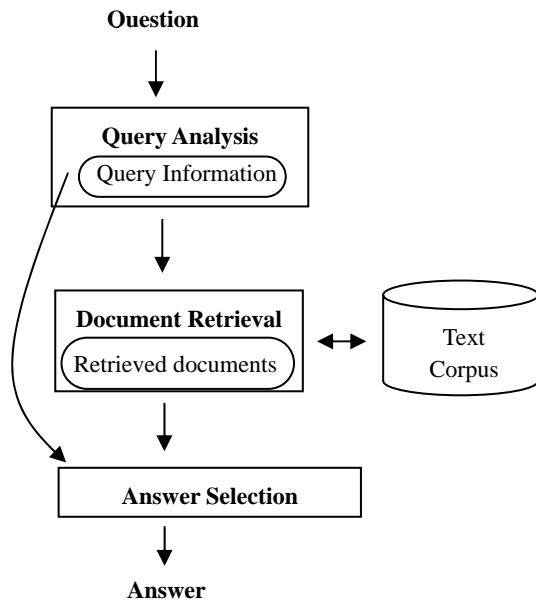 Ouestion
Query Analysis
Query Information
Document Retrieval
Retrieved documents
Text
Corpus
Answer Selection
Answer